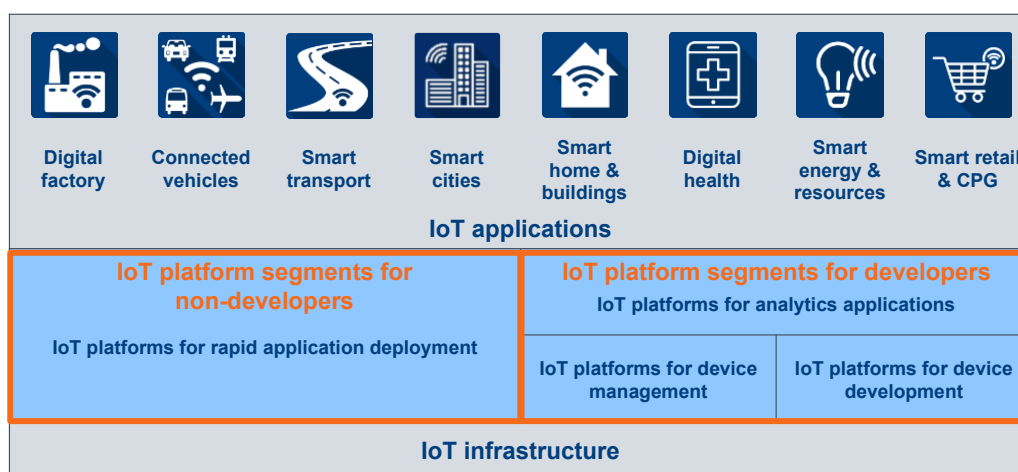 Digital
factory
Connected
vehicles
Smart
transport
Smart
cities
Smart
home &
buildings
Digital
health
Smart
energy &
resources
Smart retail
& CPG
IoT applications
IoT platform segments for
non-developers
IoT platforms for rapid application deployment
IoT platform segments for developers
IoT platforms for analytics applications
IoT platforms for device
management
IoT platforms for device
development
IoT infrastructure